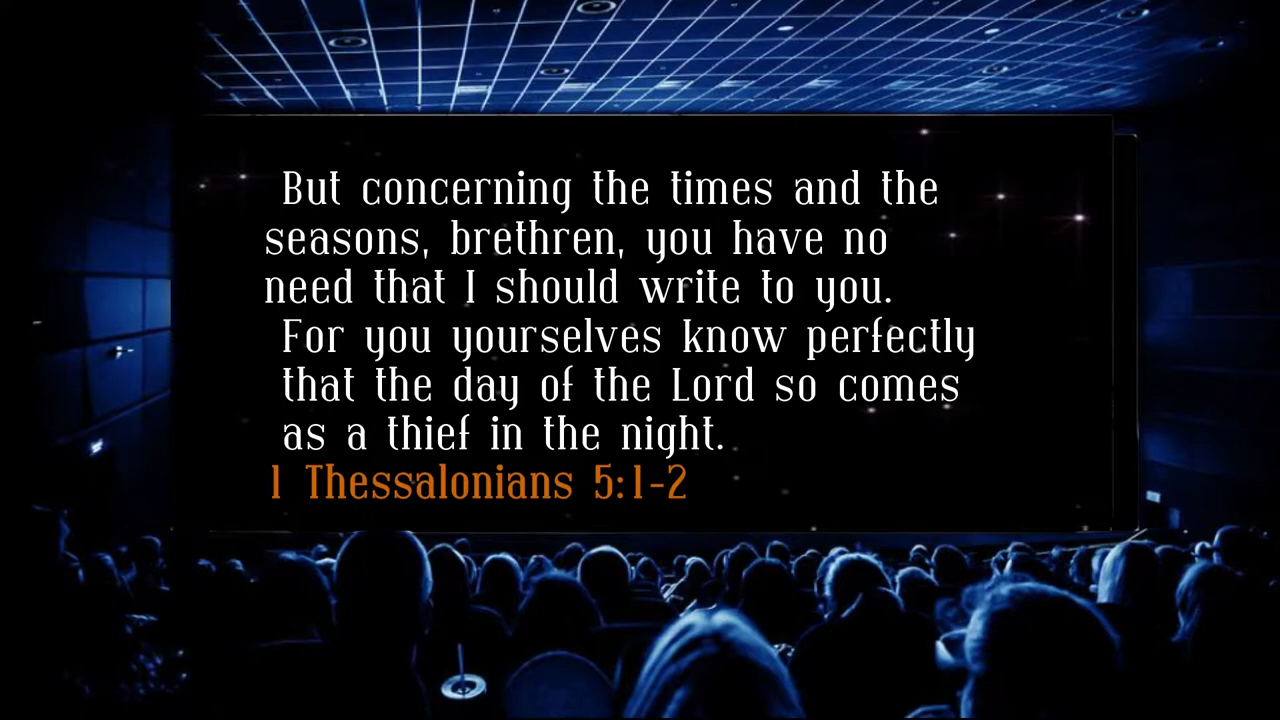 But concerning the times and the
seasons, brethren, you have no
need that I should write to you.
For you yourselves know perfectly
that the day of the Lord so comes
as a thief in the night.
1 Thessalonians 5:1-2